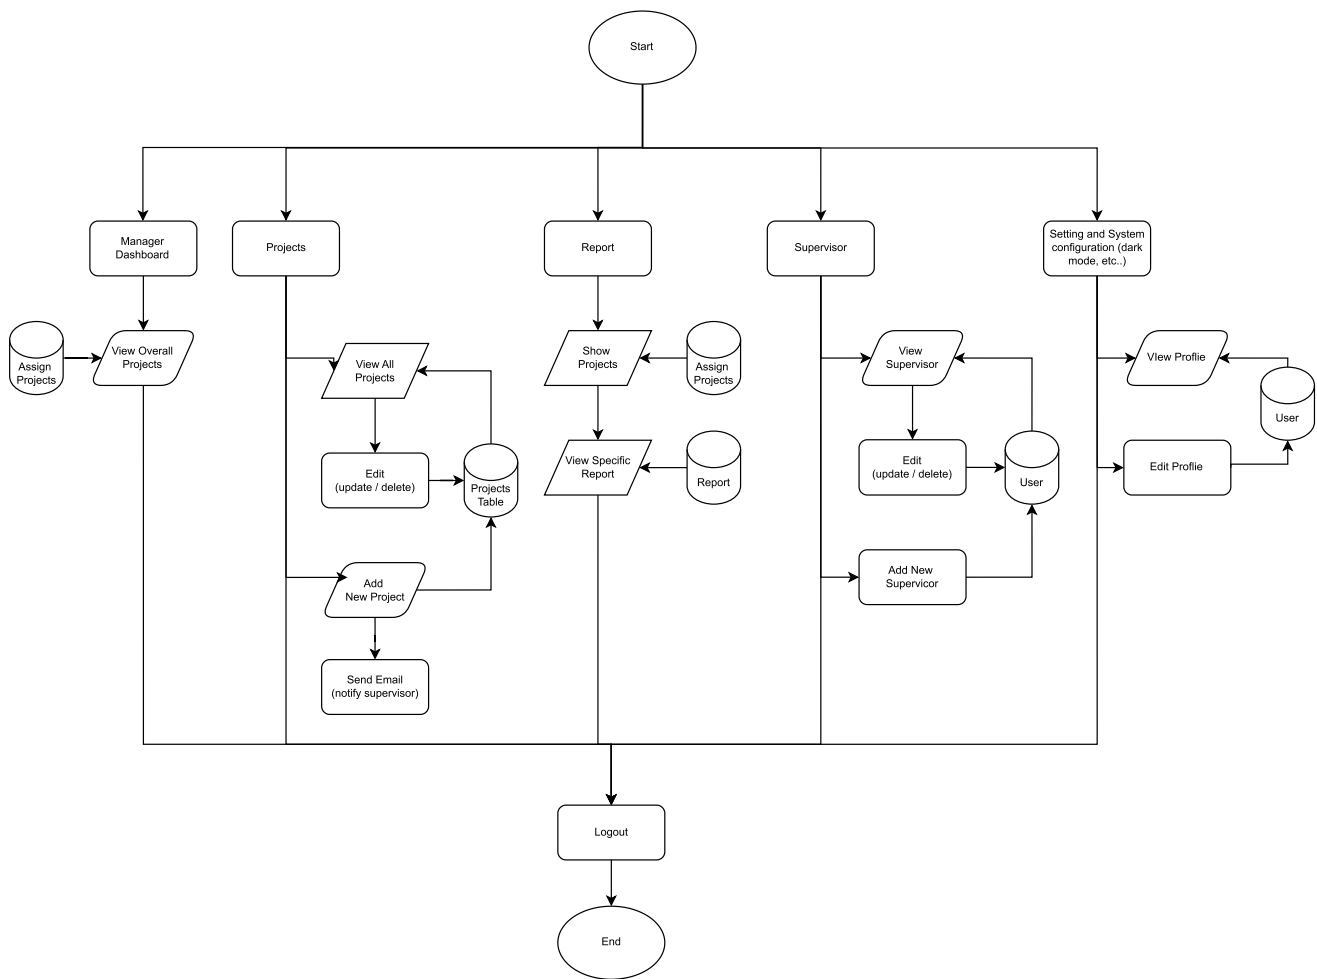 Start
Manager
Dashboard
Projects
Report
Supervisor
Setting and System
configuration (dark
mode, etc..)
Assign
Projects
View Overall
Projects
View All
Projects
Show
Projects
Assign
Projects
View
Supervisor
VIew Proflie
User
Edit
(update / delete)
Projects
Table
View Specific
Report
Report
Edit
(update / delete)
User
Edit Proflie
Add
New Project
Add New
Supervicor
Send Email
(notify supervisor)
Logout
End